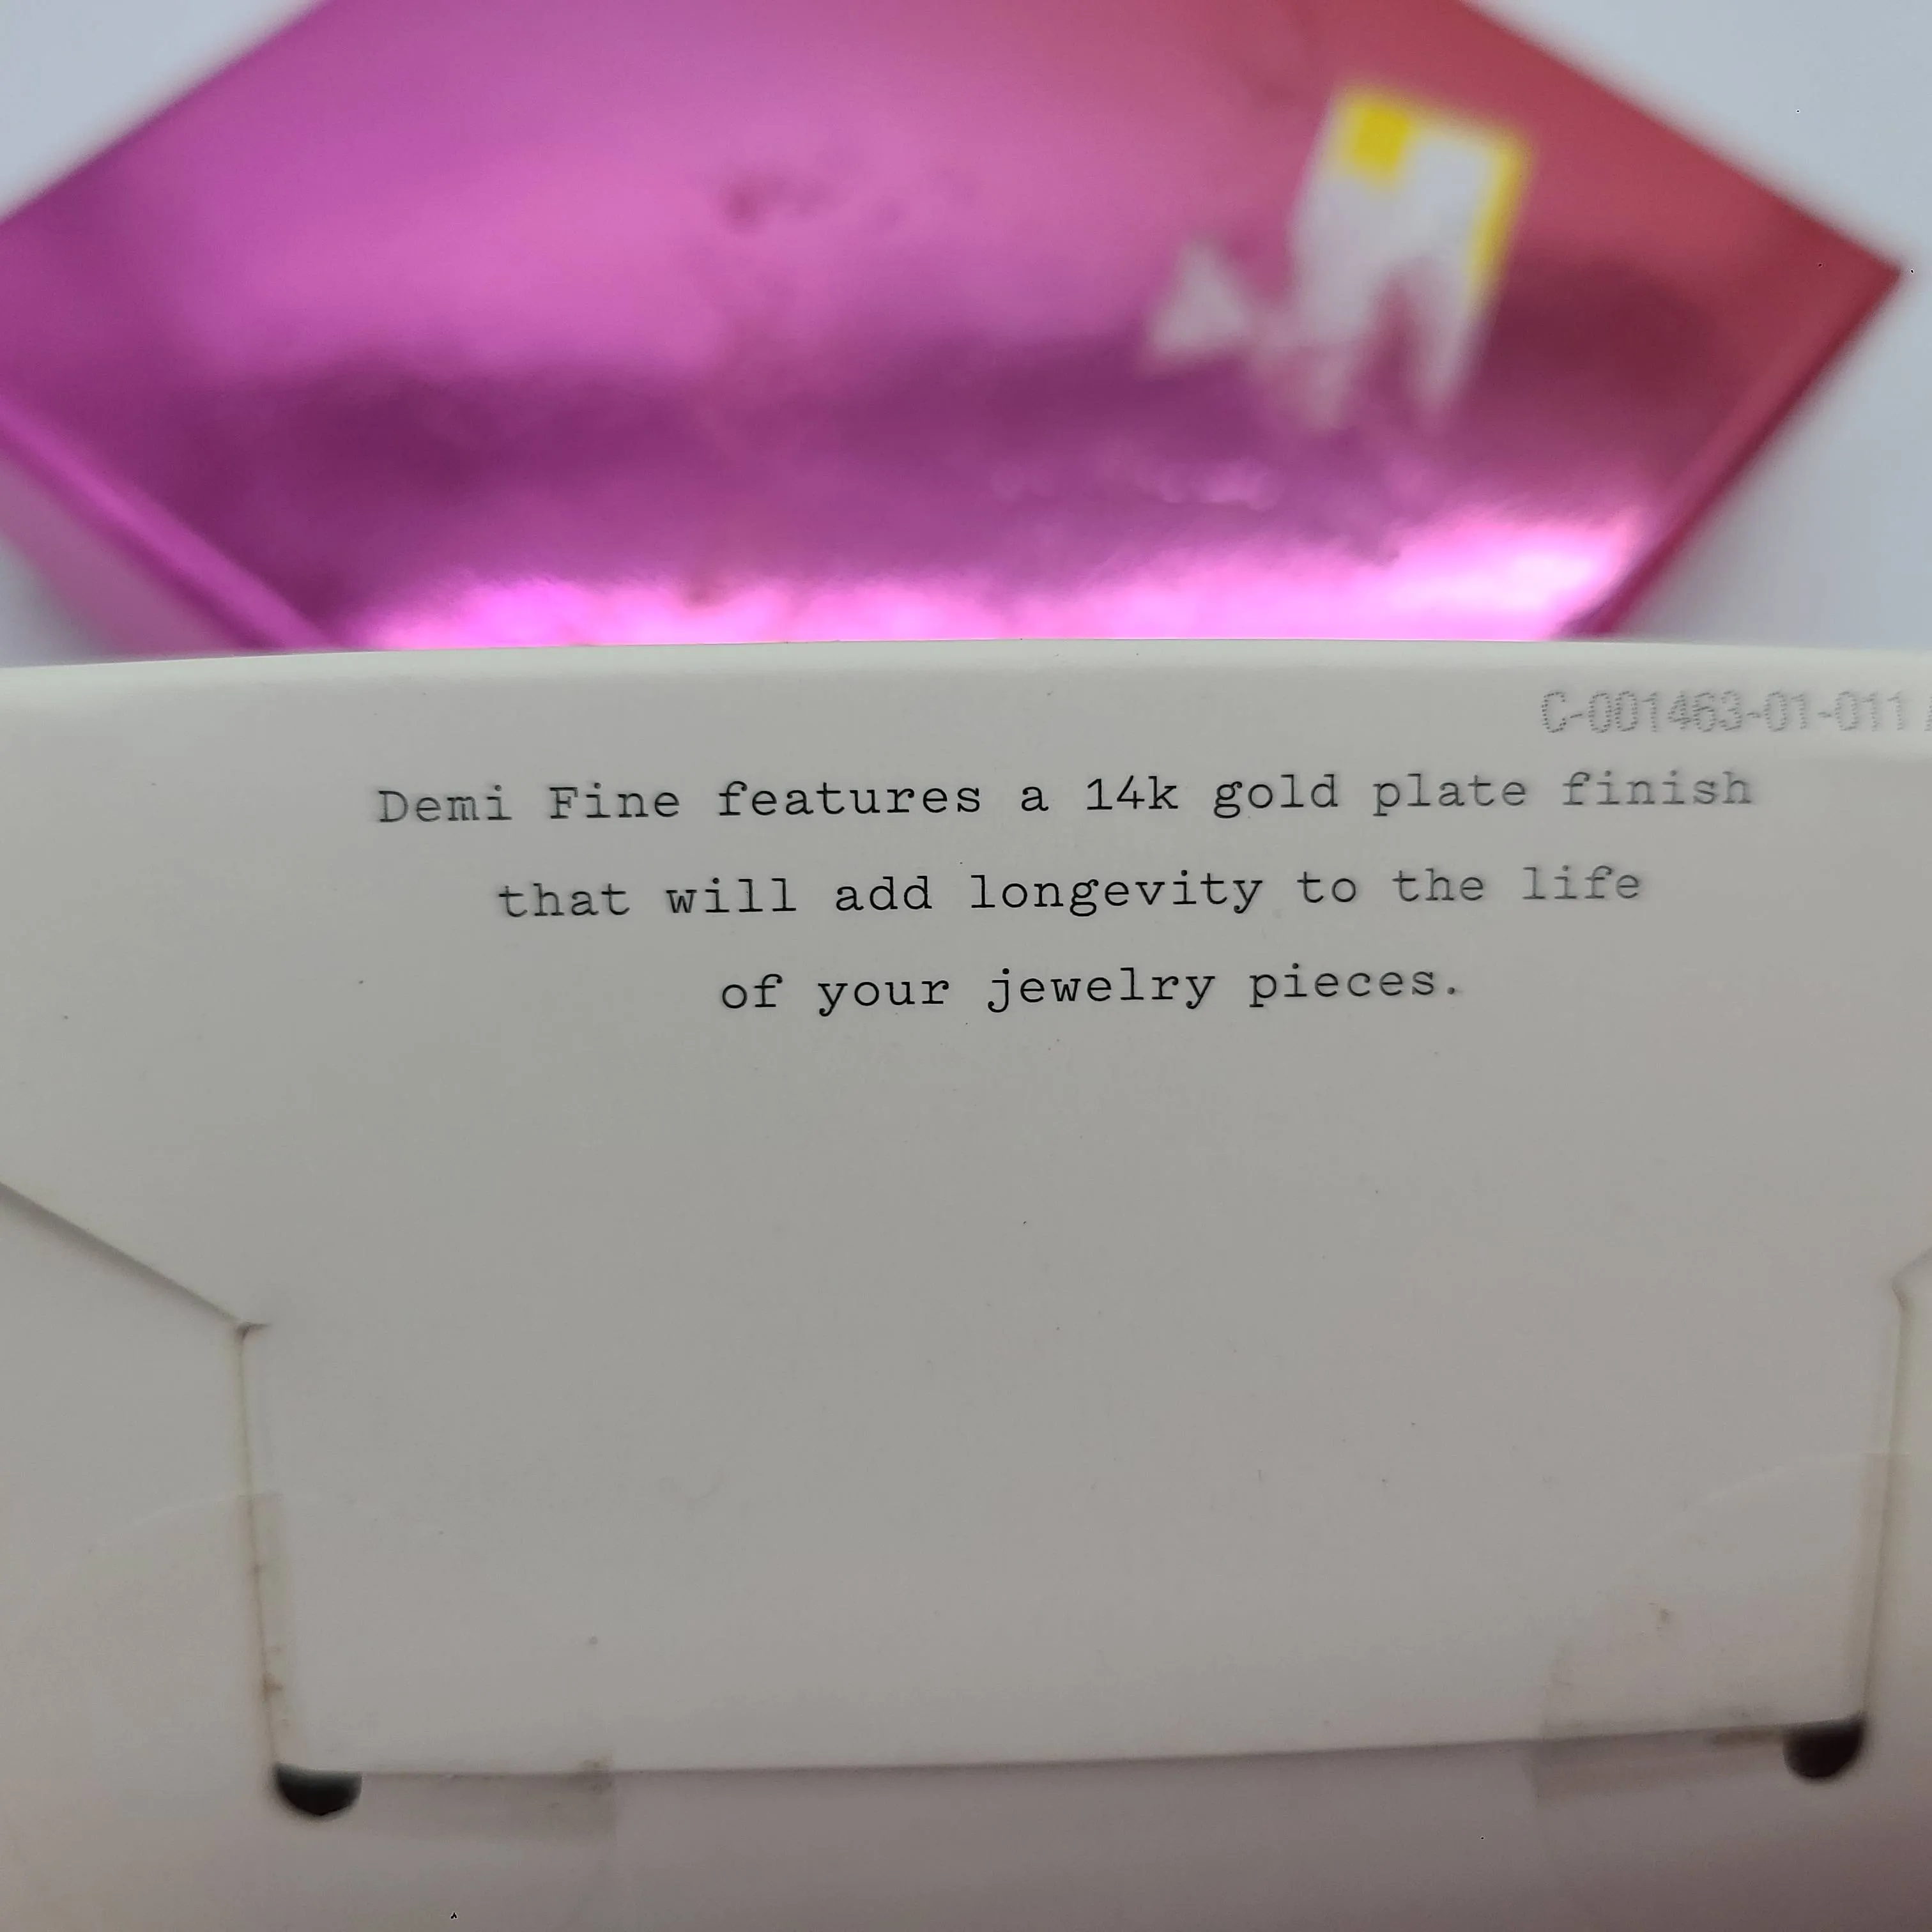 C-001463-01-011
Demi Fine features a 14k gold plate finish
that will add longevity to the life
of your jewelry pieces.